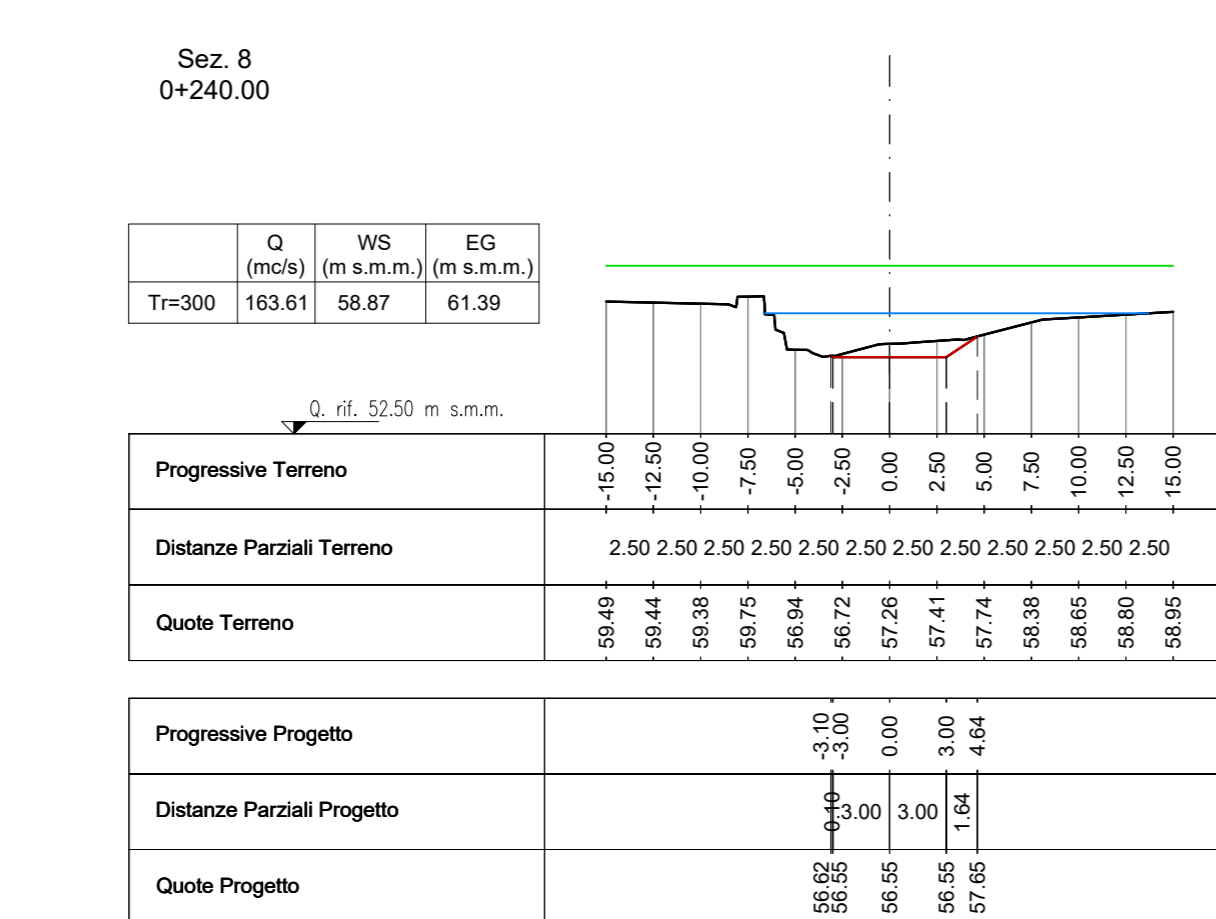 Sez. 8
0+240.00
Q WS EG
(mc/s) (m s.m.m.) (m s.m.m.)
Tr=300 163.61 58.87 61.39
Q. rif. 52.50 m s.m.m.
Progressive Terreno -15.00 -12.50 -10.00 -7.50 -5.00 -2.50 0.00 2.50 5.00 7.50 10.00 12.50 15.00
Distanze Parziali Terreno 2.50 2.50 2.50 2.50 2.50 2.50 2.50 2.50 2.50 2.50 2.50 2.50
Quote Terreno 59.49 59.44 59.38 59.75 56.94 56.72 57.26 57.41 57.74 58.38 58.65 58.80 58.95
Progressive Progetto -3.10 -3.00 0.00 3.00 4.64
Distanze Parziali Progetto 0.10 3.00 3.00 1.64
Quote Progetto 56.62 56.55 56.55 56.55 57.65